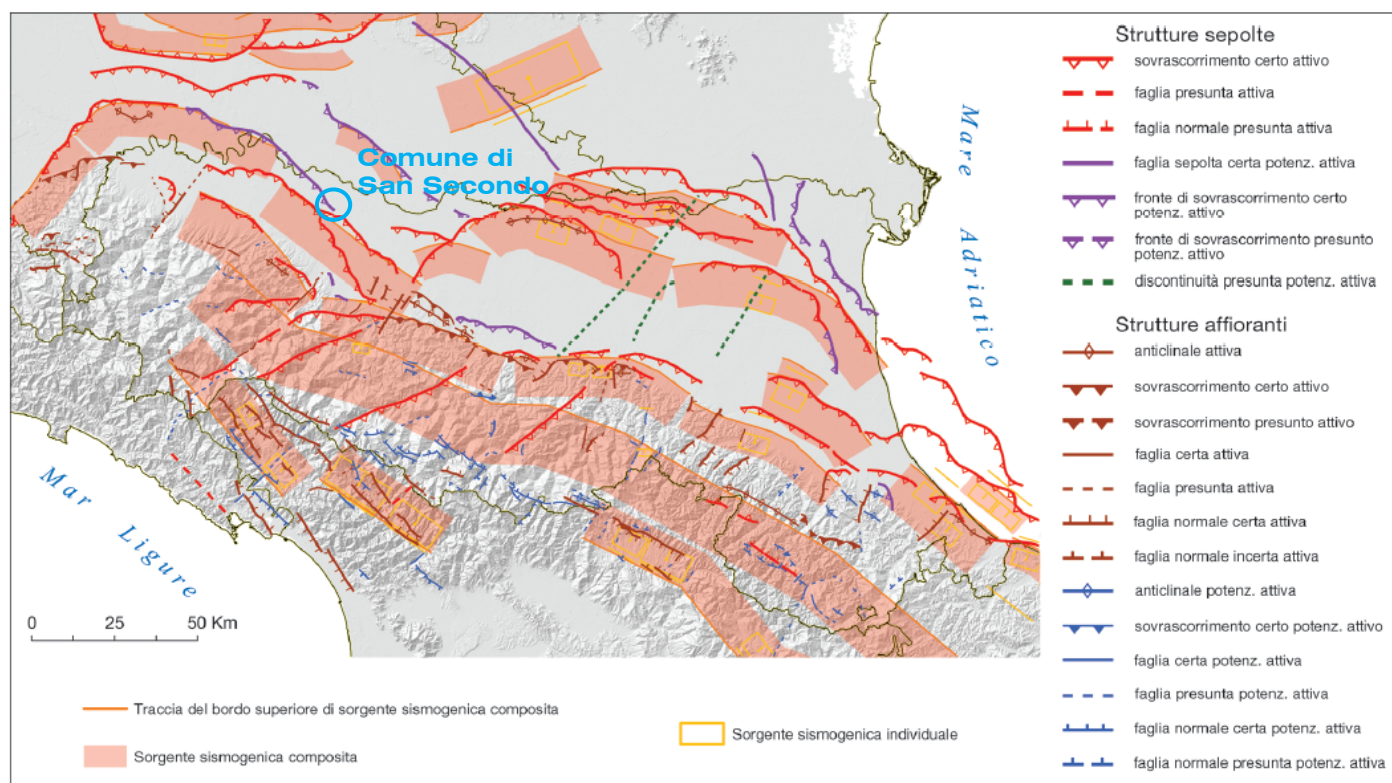 Comune di
San Secondo
Mare Adriatico
Mar Ligure
0 25 50 Km
Traccia del bordo superiore di sorgente sismogenica composita
Sorgente sismogenica composita
Sorgente sismogenica individuale
Strutture sepolte
sovrascorrimento certo attivo
faglia presunta attiva
faglia normale presunta attiva
faglia sepolta certa potenz. attiva
fronte di sovrascorrimento certo
potenz. attivo
fronte di sovrascorrimento presunto
potenz. attivo
discontinuità presunta potenz. attiva
Strutture affioranti
anticlinale attiva
sovrascorrimento certo attivo
sovrascorrimento presunto attivo
faglia certa attiva
faglia presunta attiva
faglia normale certa attiva
faglia normale incerta attiva
anticlinale potenz. attiva
sovrascorrimento certo potenz. attivo
faglia certa potenz. attiva
faglia presunta potenz. attiva
faglia normale certa potenz. attiva
faglia normale presunta potenz. attiva